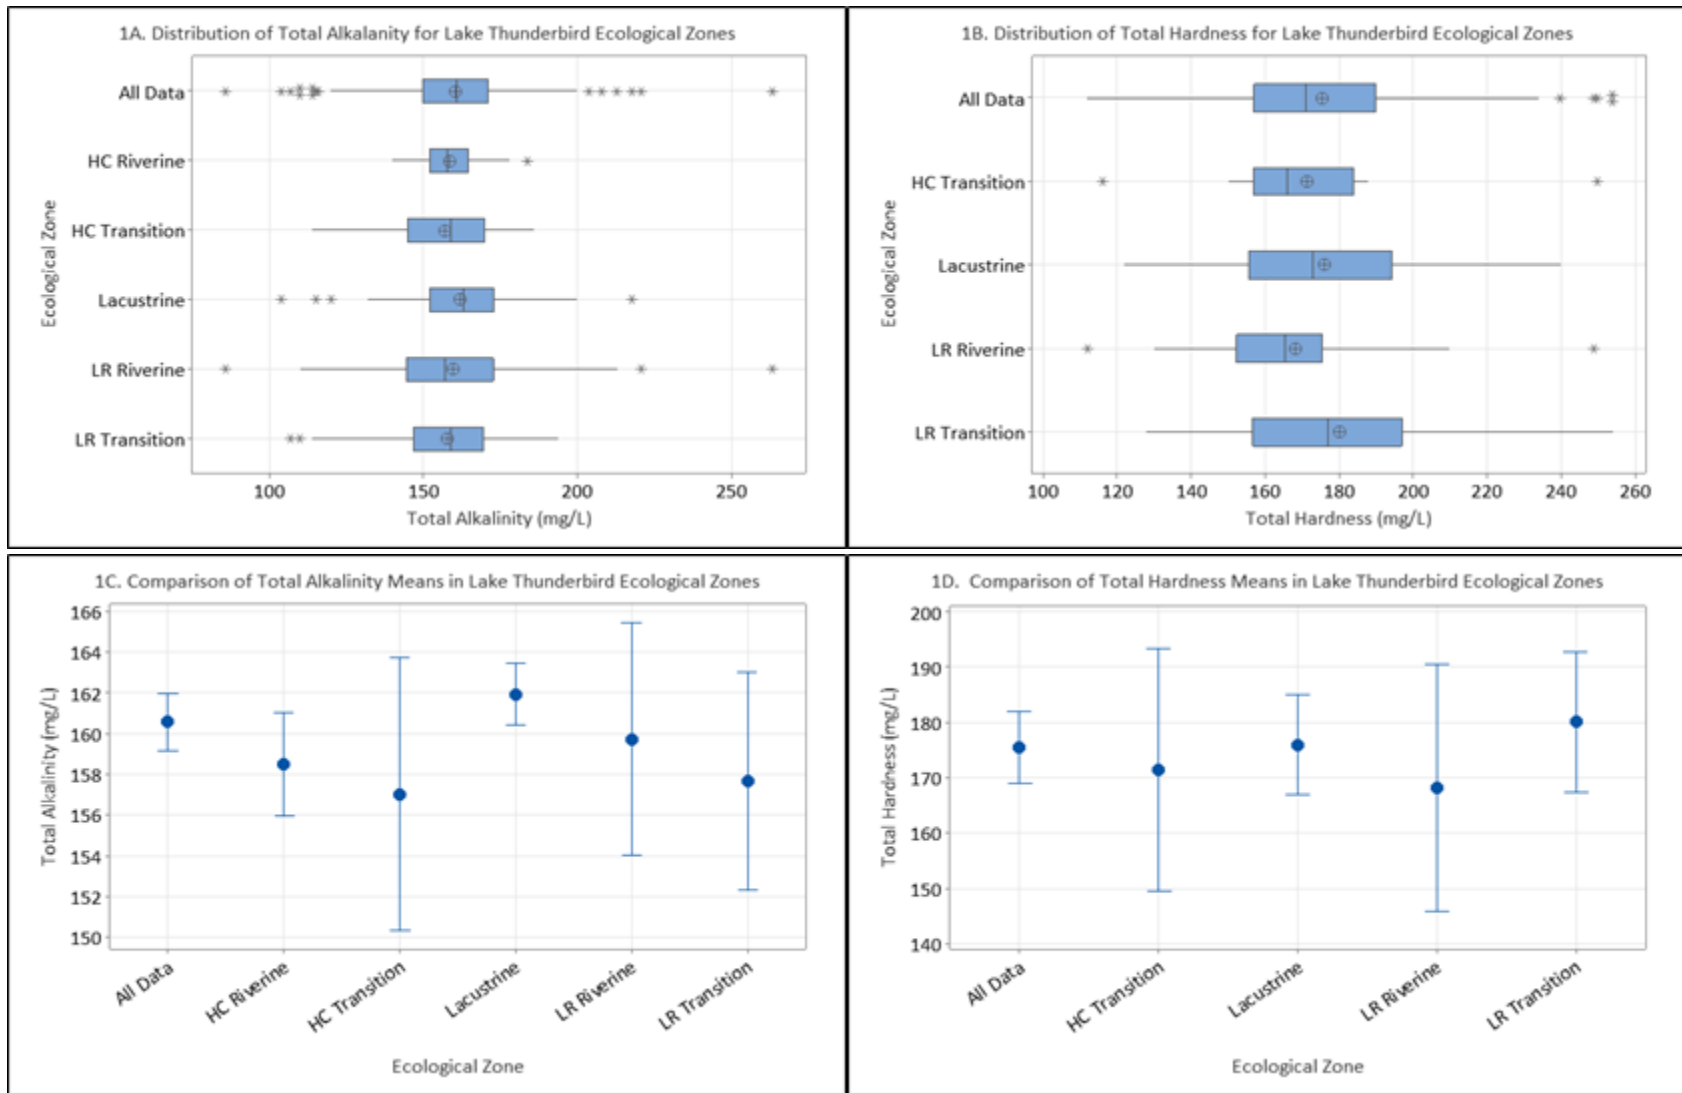 1A. Distribution of Total Alkalanity for Lake Thunderbird Ecological Zones
Ecological Zone
All Data
HC Riverine
HC Transition
Lacustrine
LR Riverine
LR Transition
100 150 200 250
Total Alkalinity (mg/L)
1B. Distribution of Total Hardness for Lake Thunderbird Ecological Zones
Ecological Zone
All Data
HC Transition
Lacustrine
LR Riverine
LR Transition
100 120 140 160 180 200 220 240 260
Total Hardness (mg/L)
1C. Comparison of Total Alkalinity Means in Lake Thunderbird Ecological Zones
Total Alkalinity (mg/L)
166
164
162
160
158
156
154
152
150
All Data
HC Riverine
HC Transition
Lacustrine
LR Riverine
LR Transition
Ecological Zone
1D. Comparison of Total Hardness Means in Lake Thunderbird Ecological Zones
Total Hardness (mg/L)
200
190
180
170
160
150
140
All Data
HC Transition
Lacustrine
LR Riverine
LR Transition
Ecological Zone